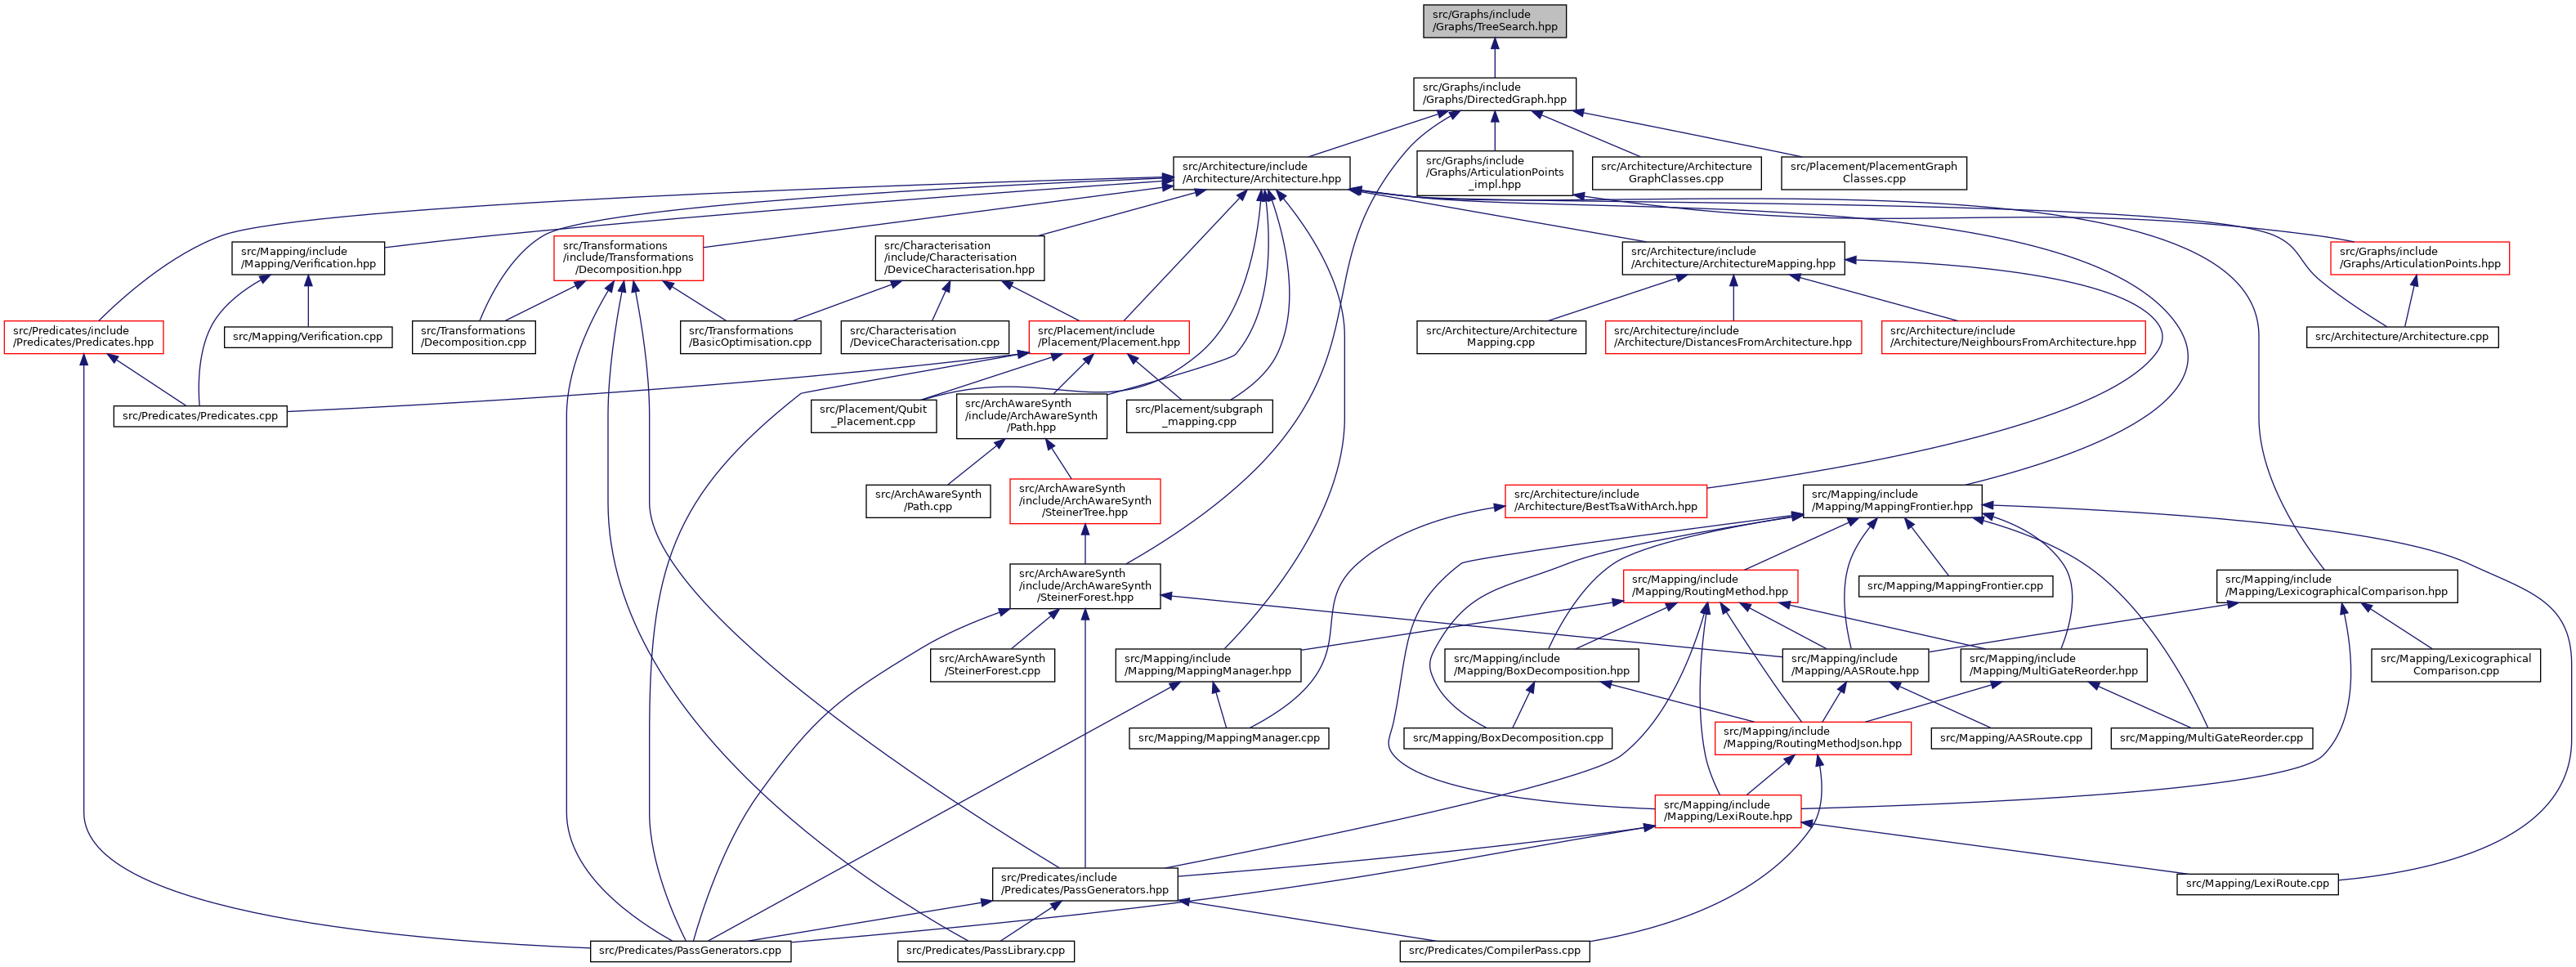 src/Graphs/include
/Graphs/TreeSearch.hpp
src/Graphs/include
/Graphs/DirectedGraph.hpp
src/Architecture/include
/Architecture/Architecture.hpp
src/Graphs/include
/Graphs/ArticulationPoints
_impl.hpp
src/Architecture/Architecture
GraphClasses.cpp
src/Placement/PlacementGraph
Classes.cpp
src/Mapping/include
/Mapping/Verification.hpp
src/Transformations
/include/Transformations
/Decomposition.hpp
src/Characterisation
/include/Characterisation
/DeviceCharacterisation.hpp
src/Architecture/include
/Architecture/ArchitectureMapping.hpp
src/Graphs/include
/Graphs/ArticulationPoints.hpp
src/Predicates/include
/Predicates/Predicates.hpp
src/Mapping/Verification.cpp
src/Transformations
/Decomposition.cpp
src/Transformations
/BasicOptimisation.cpp
src/Characterisation
/DeviceCharacterisation.cpp
src/Placement/include
/Placement/Placement.hpp
src/Architecture/Architecture
Mapping.cpp
src/Architecture/include
/Architecture/DistancesFromArchitecture.hpp
src/Architecture/include
/Architecture/NeighboursFromArchitecture.hpp
src/Architecture/Architecture.cpp
src/Predicates/Predicates.cpp
src/Placement/Qubit
_Placement.cpp
src/ArchAwareSynth
/include/ArchAwareSynth
/Path.hpp
src/Placement/subgraph
_mapping.cpp
src/ArchAwareSynth
/Path.cpp
src/ArchAwareSynth
/include/ArchAwareSynth
/SteinerTree.hpp
src/Architecture/include
/Architecture/BestTsaWithArch.hpp
src/Mapping/include
/Mapping/MappingFrontier.hpp
src/ArchAwareSynth
/include/ArchAwareSynth
/SteinerForest.hpp
src/Mapping/include
/Mapping/RoutingMethod.hpp
src/Mapping/MappingFrontier.cpp
src/Mapping/include
/Mapping/LexicographicalComparison.hpp
src/ArchAwareSynth
/SteinerForest.cpp
src/Mapping/include
/Mapping/MappingManager.hpp
src/Mapping/include
/Mapping/BoxDecomposition.hpp
src/Mapping/include
/Mapping/AASRoute.hpp
src/Mapping/include
/Mapping/MultiGateReorder.hpp
src/Mapping/Lexicographical
Comparison.cpp
src/Mapping/MappingManager.cpp
src/Mapping/BoxDecomposition.cpp
src/Mapping/include
/Mapping/RoutingMethodJson.hpp
src/Mapping/AASRoute.cpp
src/Mapping/MultiGateReorder.cpp
src/Mapping/include
/Mapping/LexiRoute.hpp
src/Predicates/include
/Predicates/PassGenerators.hpp
src/Mapping/LexiRoute.cpp
src/Predicates/PassGenerators.cpp
src/Predicates/PassLibrary.cpp
src/Predicates/CompilerPass.cpp